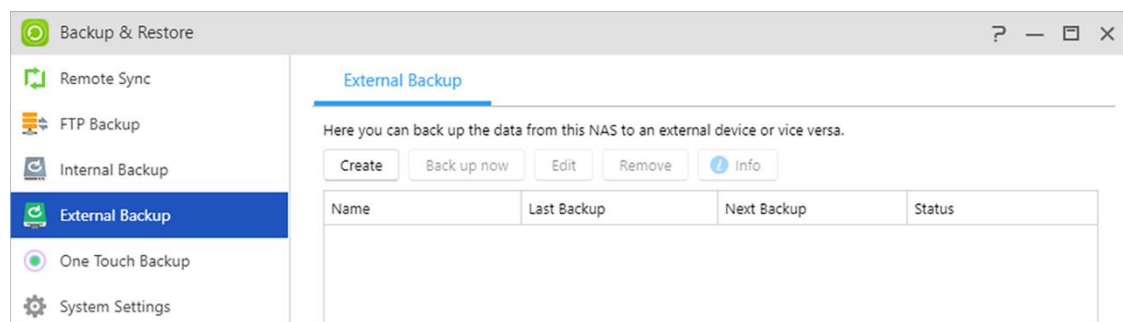 Backup & Restore
Remote Sync
FTP Backup
Internal Backup
External Backup
One Touch Backup
System Settings
External Backup
Here you can back up the data from this NAS to an external device or vice versa.
Create Back up now Edit Remove Info
Name Last Backup Next Backup Status